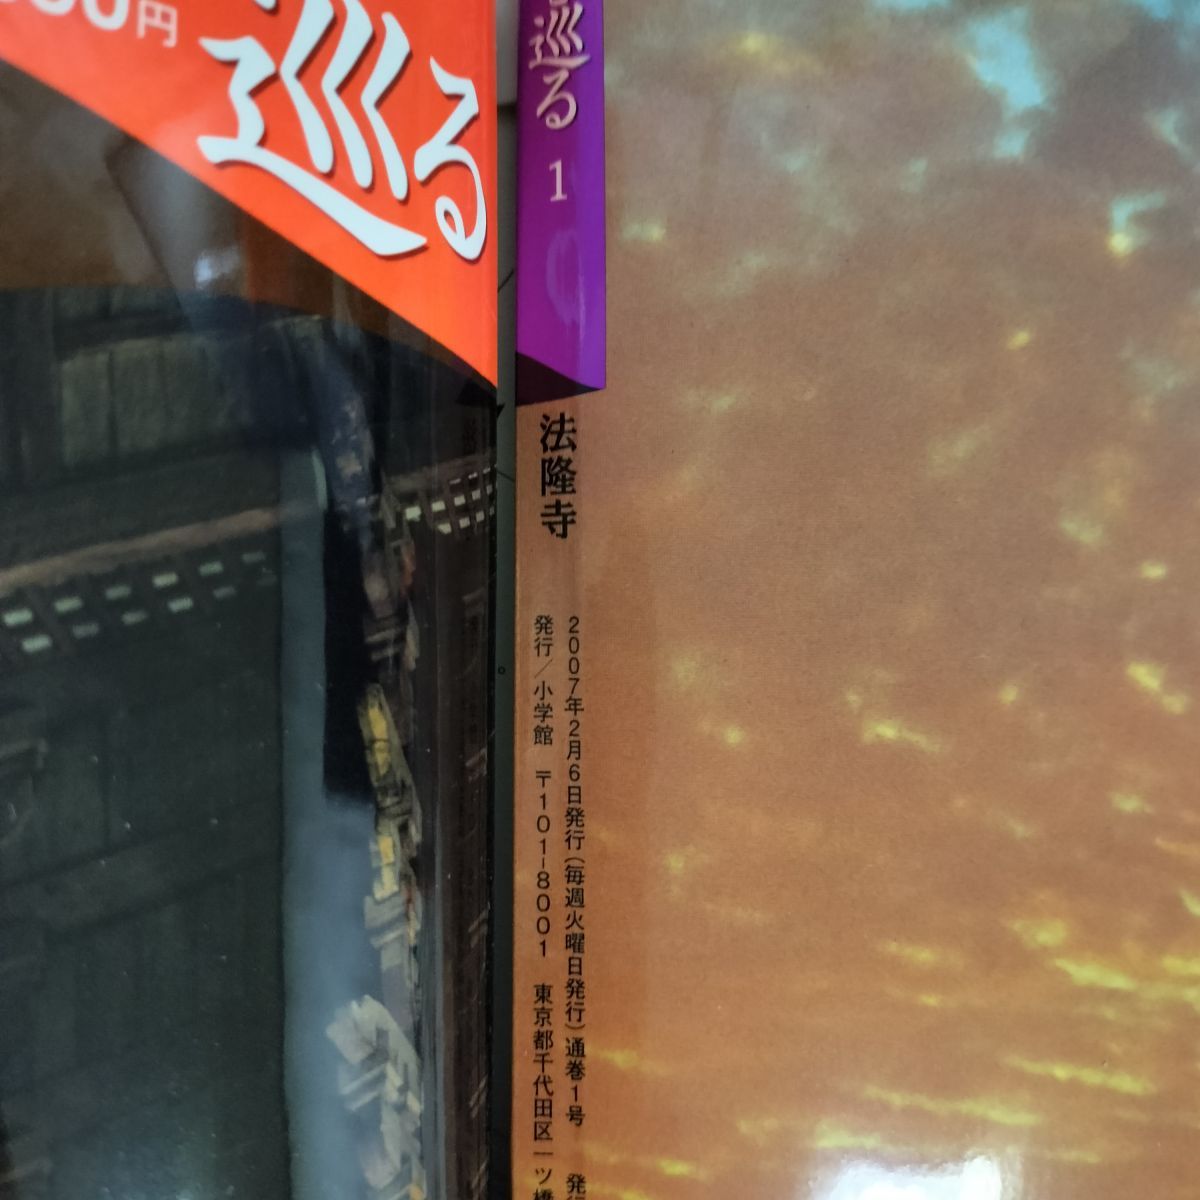 円
巡る
巡る 1
法隆寺
2007年2月6日発行(毎週火曜日発行)通巻1号 発行
発行/小学館 〒101-8001 東京都千代田区一ツ橋